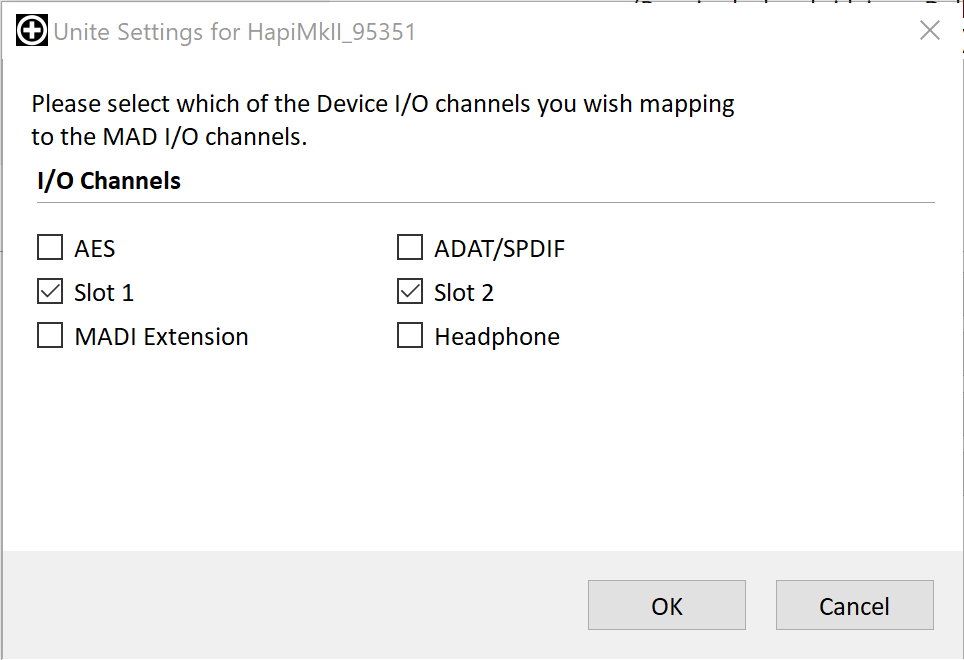 Unite Settings for HapiMkII_95351
Please select which of the Device I/O channels you wish mapping
to the MAD I/O channels.
I/O Channels
AES
ADAT/SPDIF
Slot 1
Slot 2
MADI Extension
Headphone
OK
Cancel